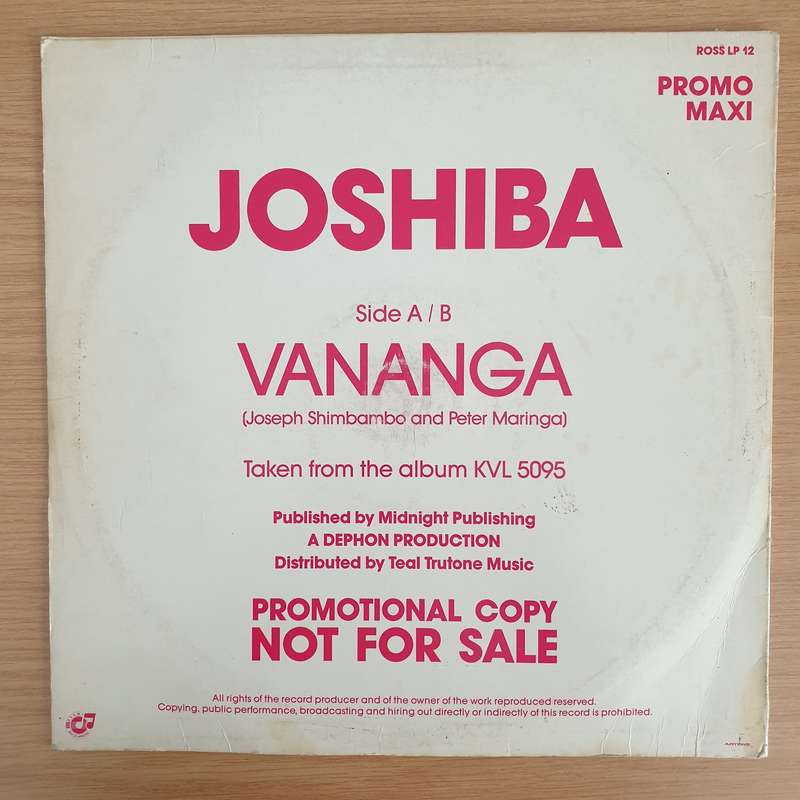 ROSS LP 12
PROMO
MAXI
JOSHIBA
Side A / B
VANANGA
(Joseph Shimbambo and Peter Maringa)
Taken from the album KVL 5095
Published by Midnight Publishing
A DEPHON PRODUCTION
Distributed by Teal Trutone Music
PROMOTIONAL COPY
NOT FOR SALE
All rights of the record producer and of the owner of the work reproduced reserved.
Copying, public performance, broadcasting and hiring out directly or indirectly of this record is prohibited.